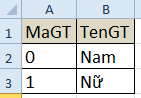 A B
1 MaGT TenGT
2 0 Nam
3 1 Nữ